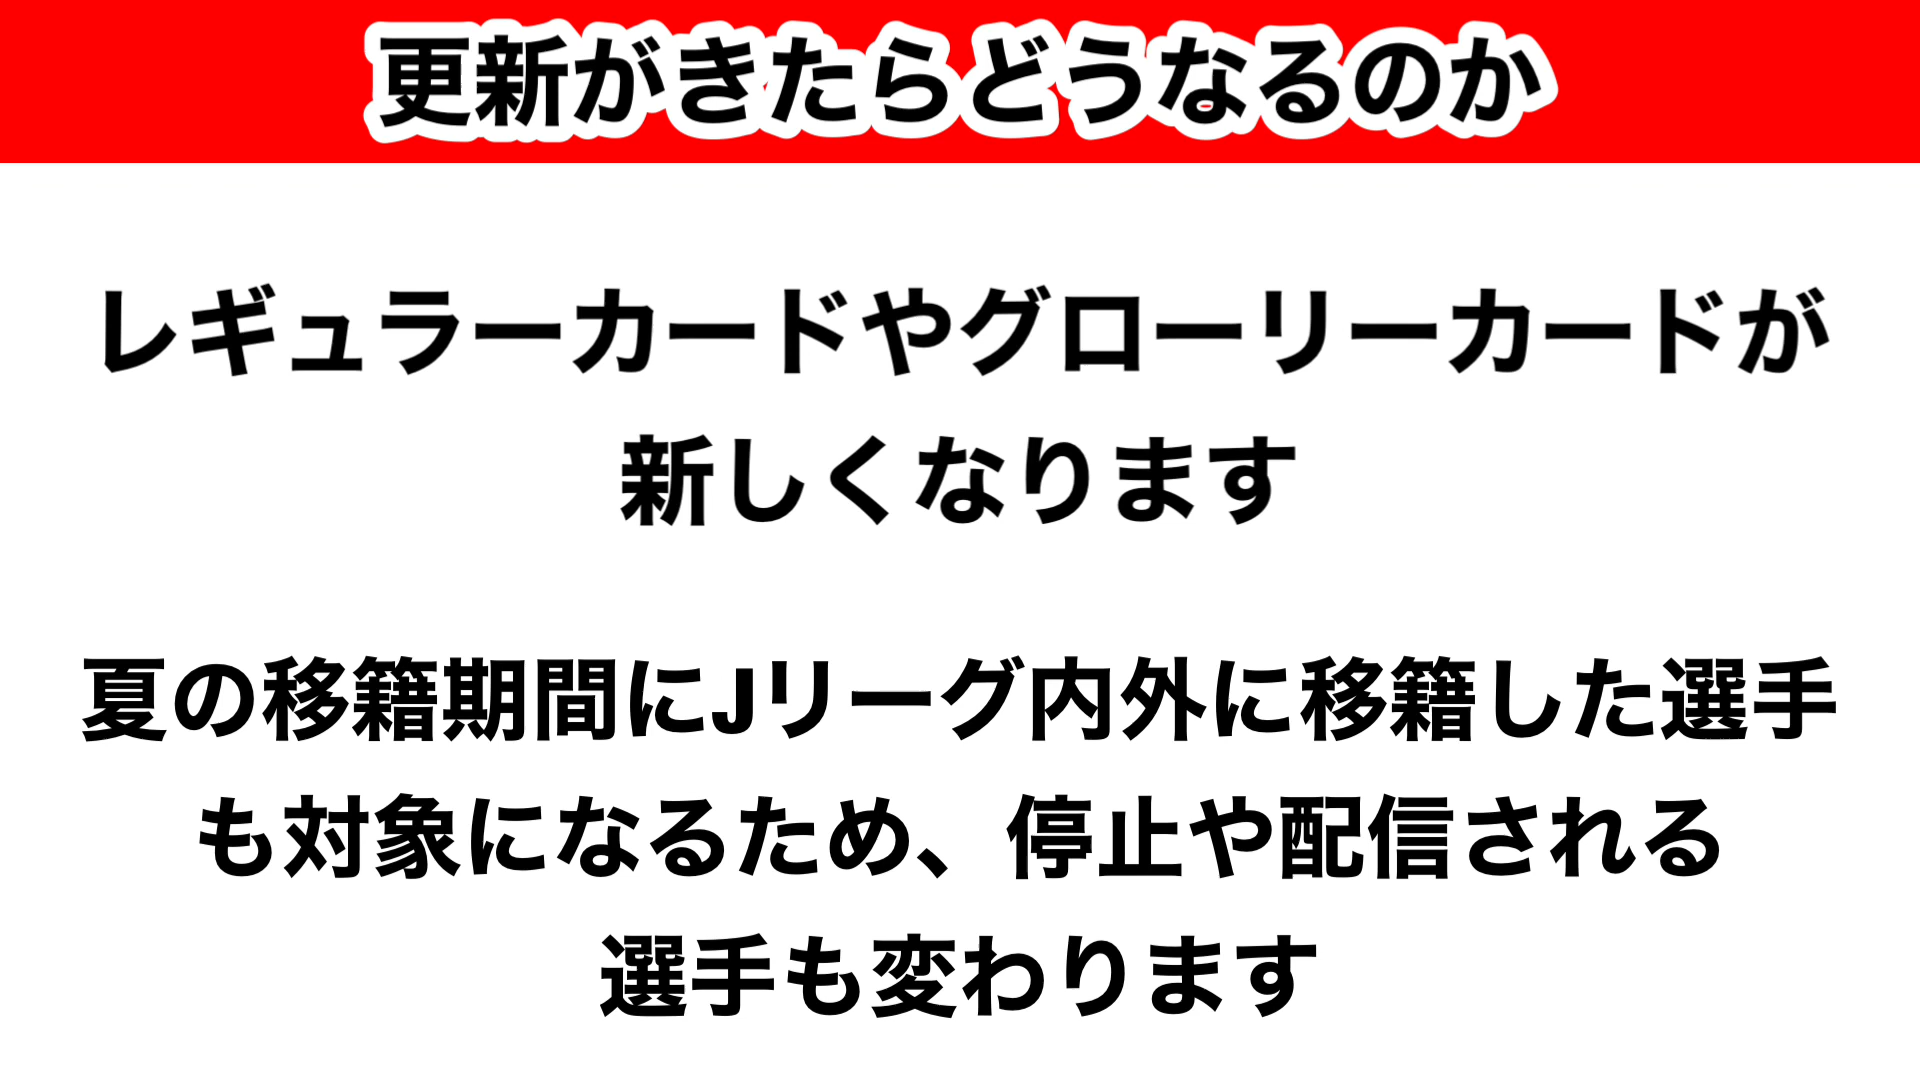 更新がきたらどうなるのか
レギュラーカードやグローリーカードが
新しくなります
夏の移籍期間にJリーグ内外に移籍した選手
も対象になるため、停止や配信される
選手も変わります